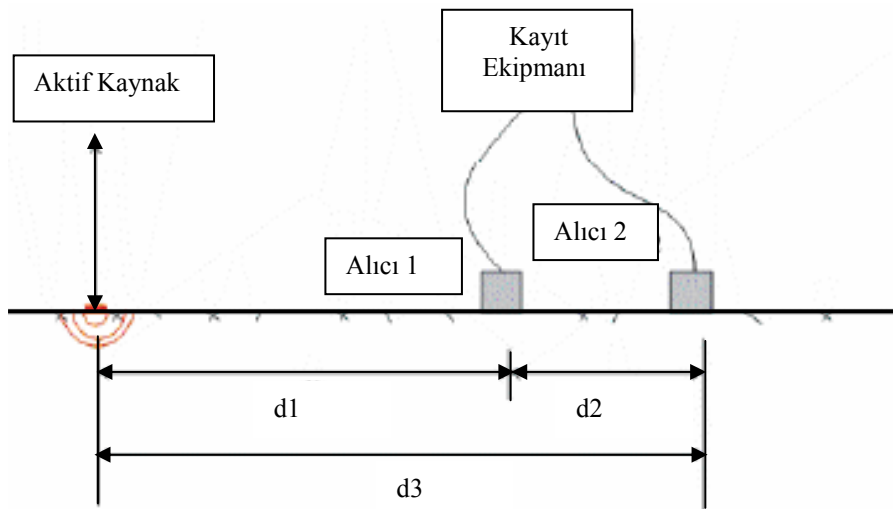 Kayıt
Ekipmanı
Aktif Kaynak
Alıcı 2
Alıcı 1
d1
d2
d3